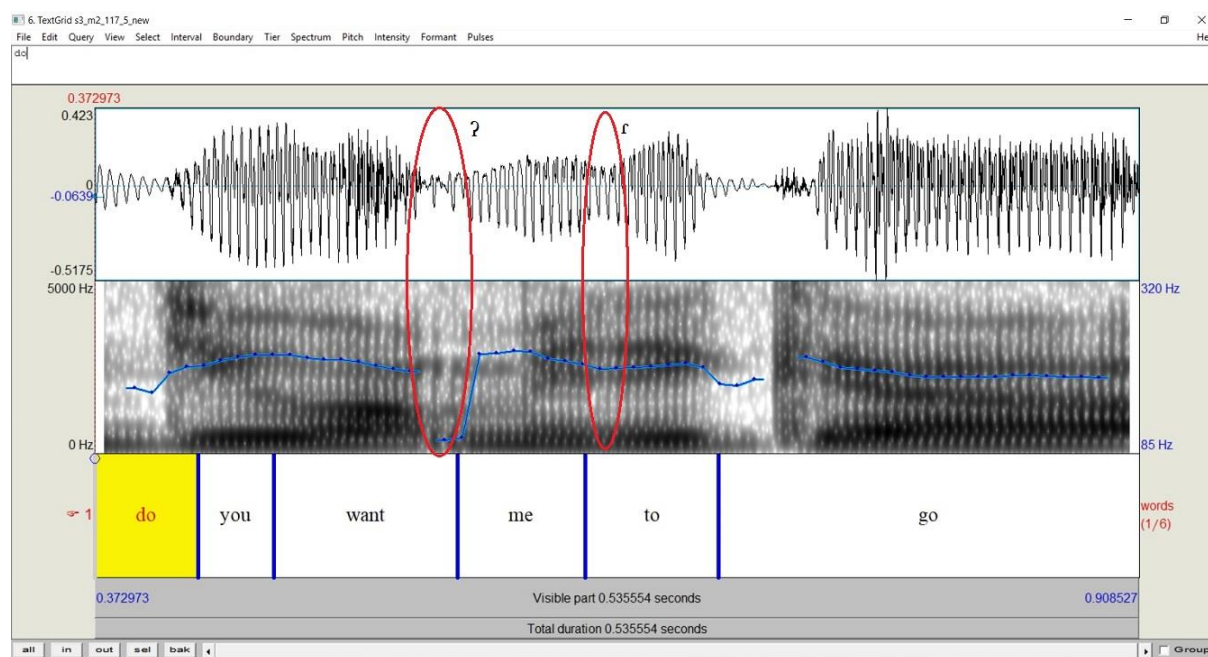 6. TextGrid s3_m2_117_5_new
File Edit Query View Select Interval Boundary Tier Spectrum Pitch Intensity Formant Pulses He
do
0.372973
0.423
ʔ
ɾ
0
-0.0639
-0.5175
5000 Hz
320 Hz
0 Hz
85 Hz
☞ 1
do you want me to go
words
(1/6)
0.372973 Visible part 0.535554 seconds 0.908527
Total duration 0.535554 seconds
all in out sel bak Group